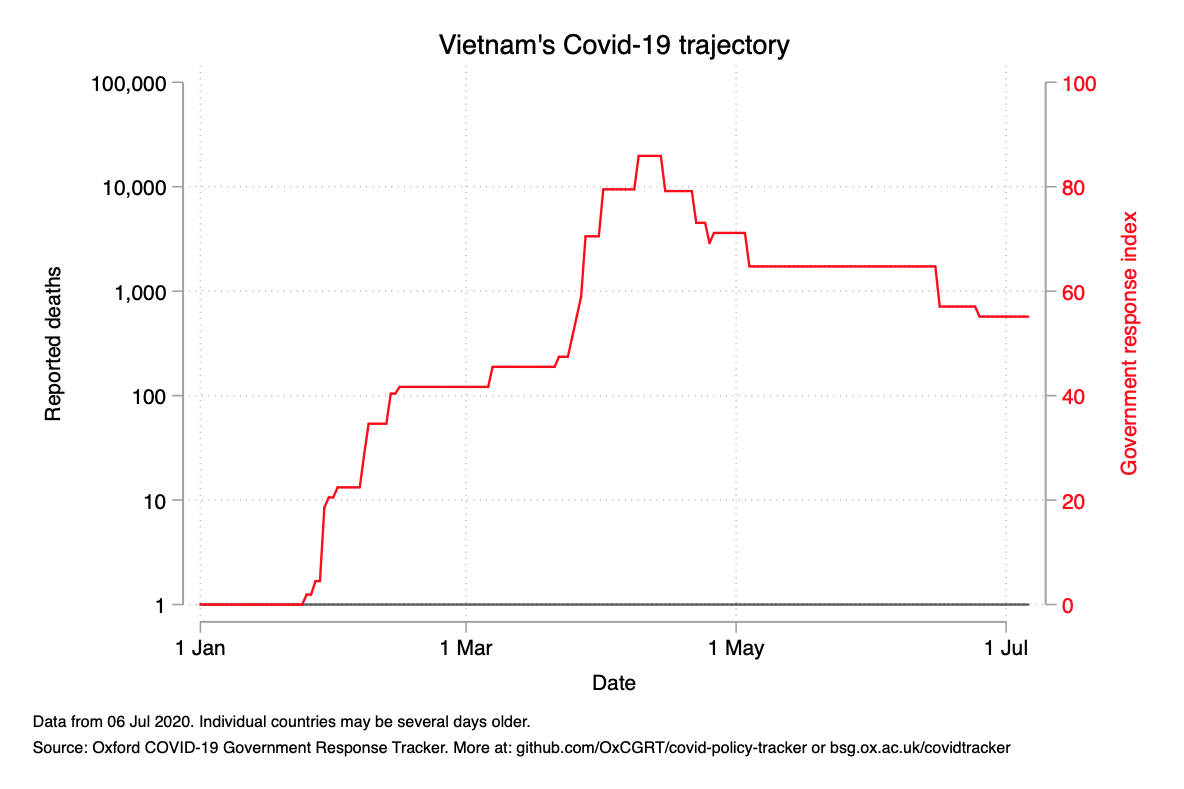 Vietnam's Covid-19 trajectory
100,000
10,000
1,000
100
10
1
Reported deaths
100
80
60
40
20
0
Government response index
1 Jan
1 Mar
1 May
1 Jul
Date
Data from 06 Jul 2020. Individual countries may be several days older.
Source: Oxford COVID-19 Government Response Tracker. More at: github.com/OxCGRT/covid-policy-tracker or bsg.ox.ac.uk/covidtracker